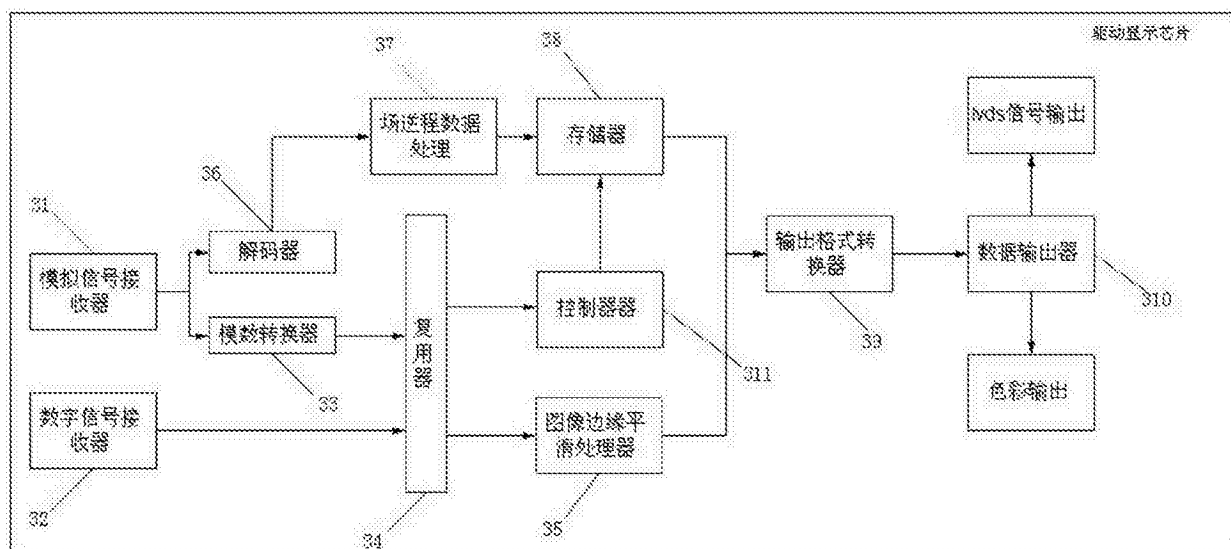 驱动显示芯片
37
38
场逆程数据
处理
存储器
lvds信号输出
36
31
解码器
模拟信号接
收器
模数转换器
33
复
用
器
控制器器
311
输出格式转
换器
39
数据输出器
310
数字信号接
收器
32
34
图像边缘平
滑处理器
35
色彩输出